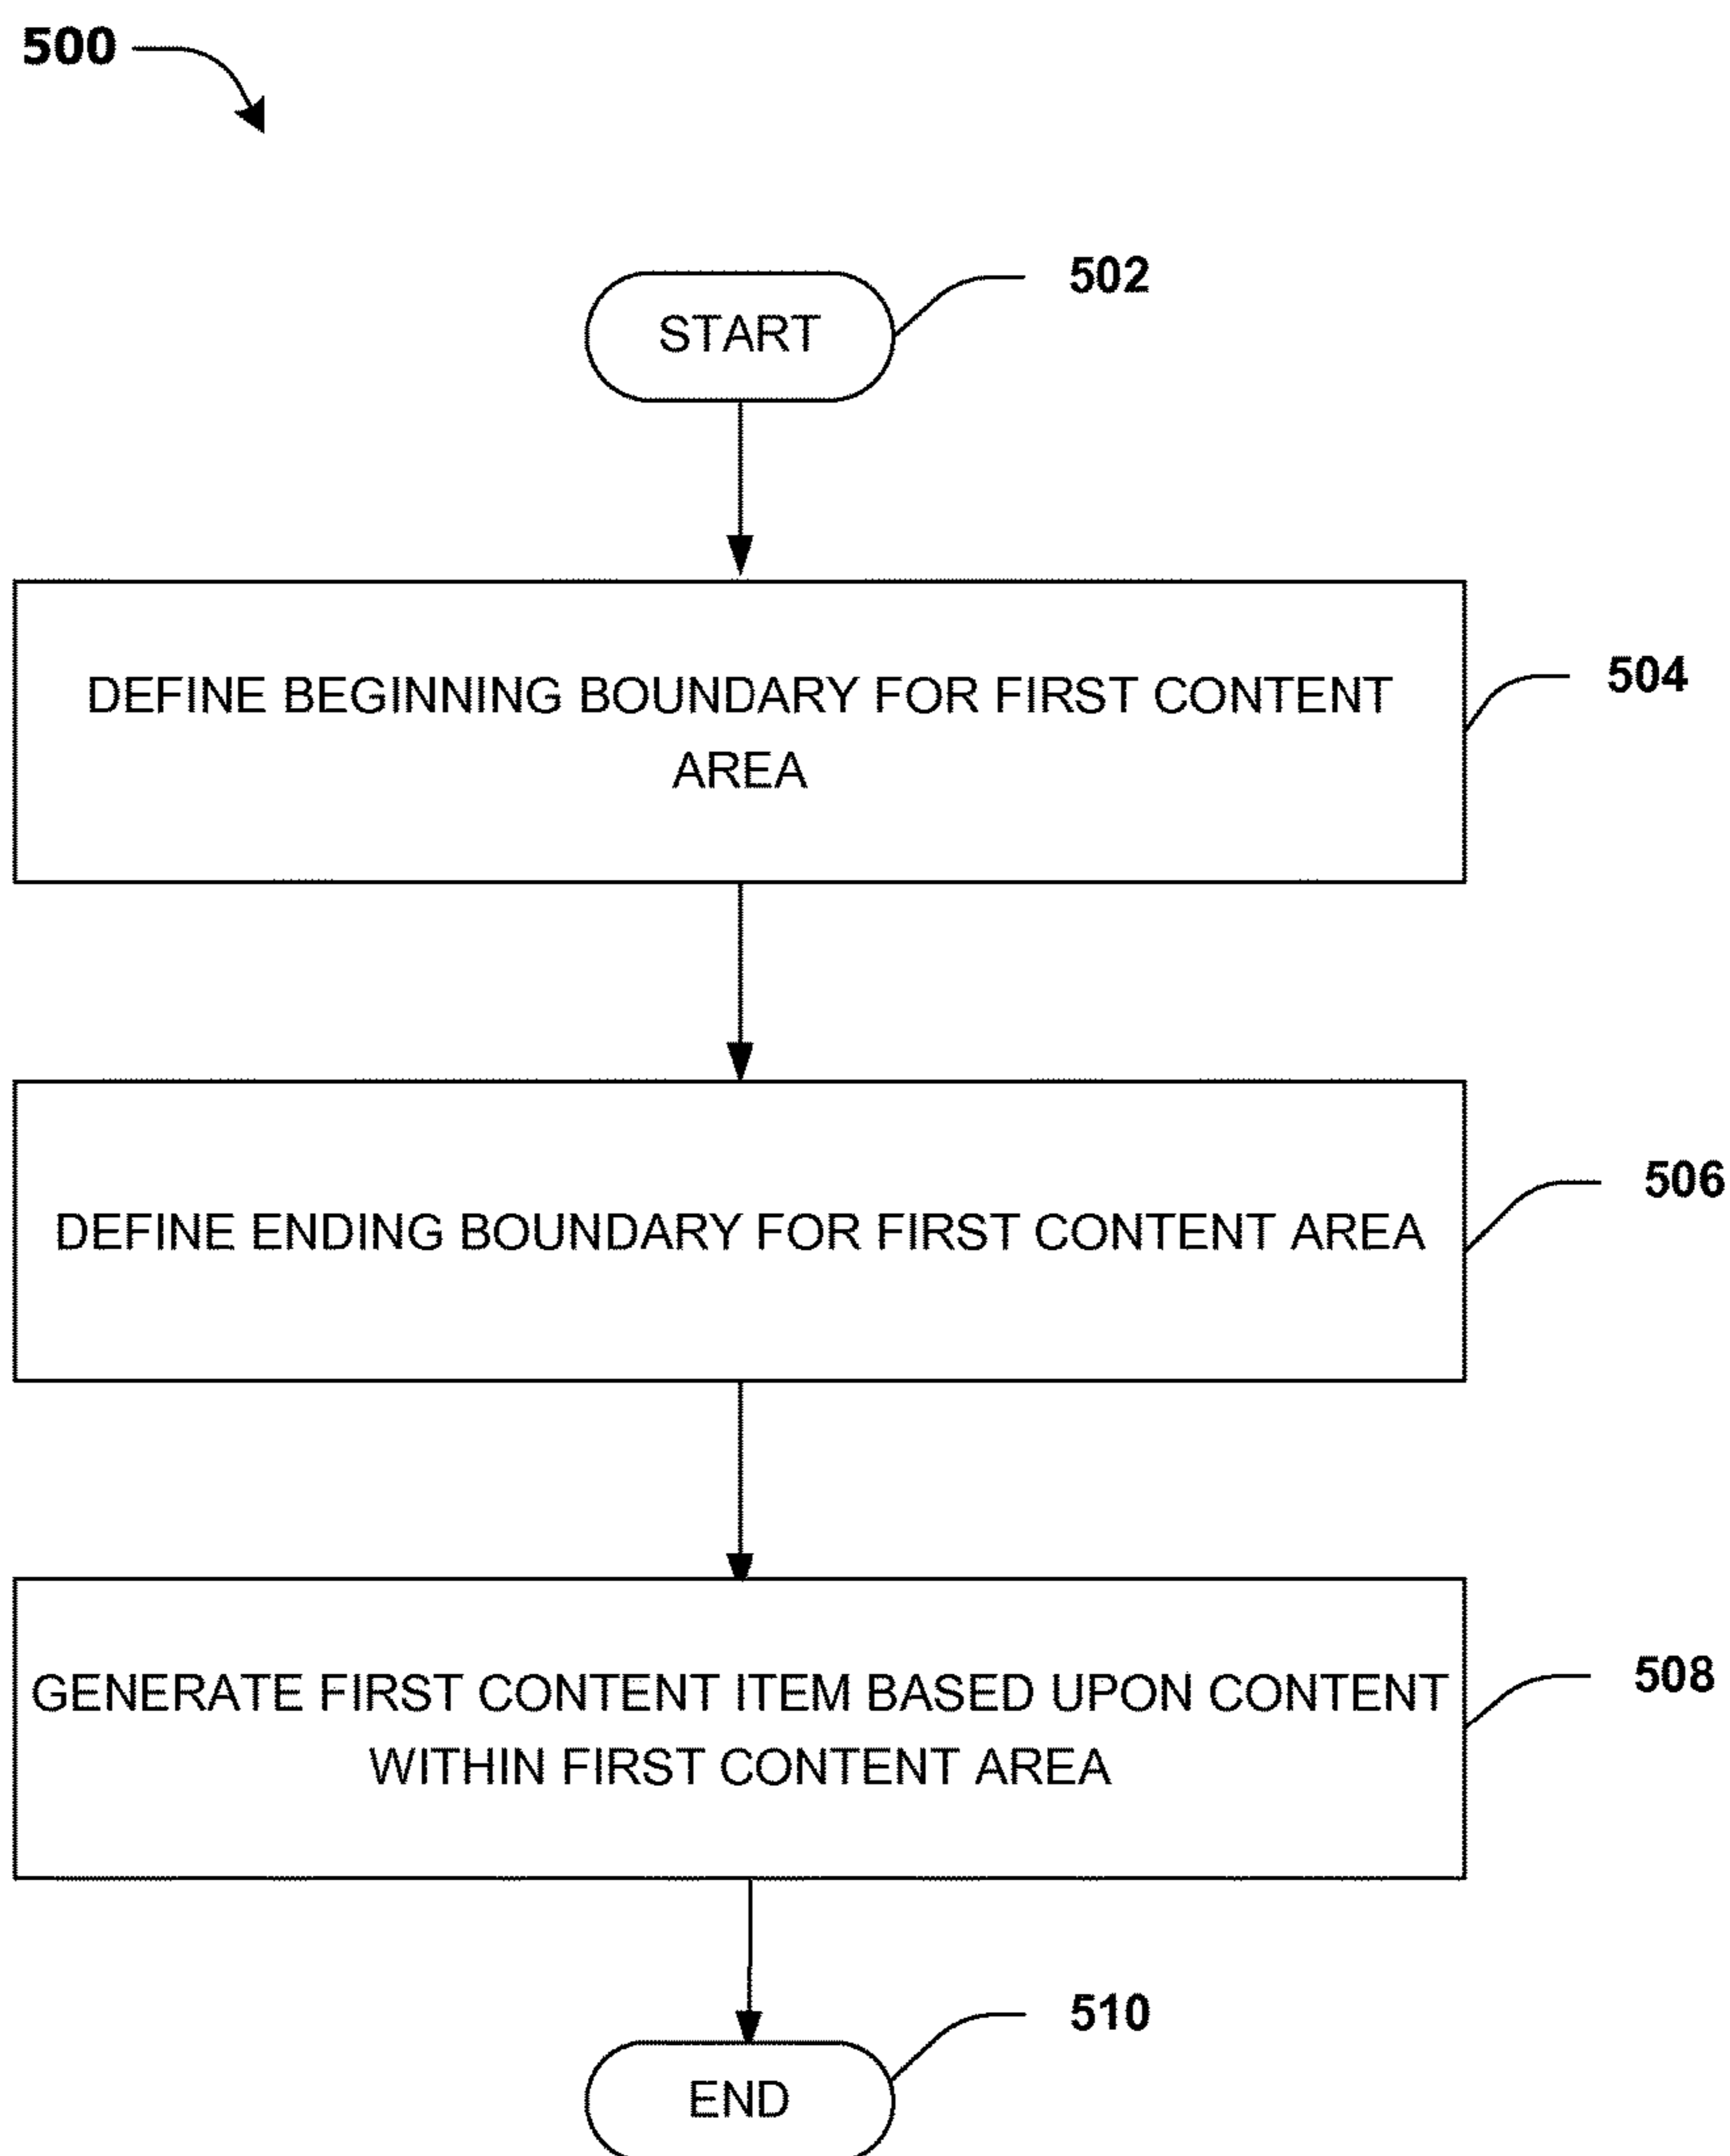 500
502
START
504
DEFINE BEGINNING BOUNDARY FOR FIRST CONTENT
AREA
506
DEFINE ENDING BOUNDARY FOR FIRST CONTENT AREA
508
GENERATE FIRST CONTENT ITEM BASED UPON CONTENT
WITHIN FIRST CONTENT AREA
510
END